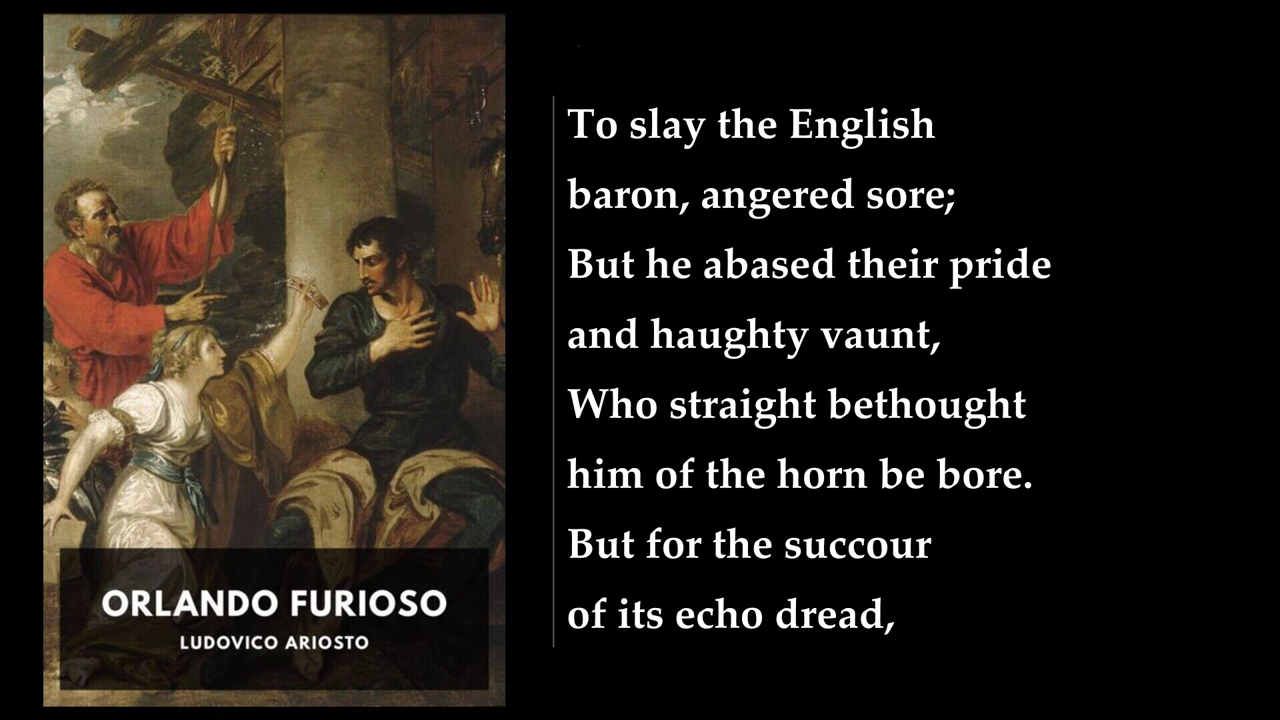 ORLANDO FURIOSO
LUDOVICO ARIOSTO
To slay the English
baron, angered sore;
But he abased their pride
and haughty vaunt,
Who straight bethought
him of the horn be bore.
But for the succour
of its echo dread,